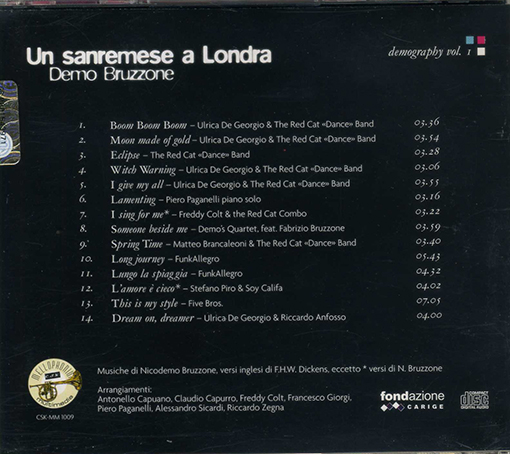 Un sanremese a Londra
Demo Bruzzone
demography vol. 1
1. Boom Boom Boom – Ulrica De Georgio & The Red Cat «Dance» Band 03.36
2. Moon made of gold – Ulrica De Georgio & The Red Cat «Dance» Band 03.54
3. Eclipse – The Red Cat «Dance» Band 03.28
4. Witch Warning – Ulrica De Georgio & The Red Cat «Dance» Band 03.06
5. I give my all – Ulrica De Georgio & The Red Cat «Dance» Band 03.55
6. Lamenting – Piero Paganelli piano solo 03.16
7. I sing for me* – Freddy Colt & the Red Cat Combo 03.22
8. Someone beside me – Demo's Quartet, feat. Fabrizio Bruzzone 03.59
9. Spring Time – Matteo Brancaleoni & The Red Cat «Dance» Band 03.40
10. Long journey – FunkAllegro 05.43
11. Lungo la spiaggia – FunkAllegro 04.32
12. L'amore è cieco* – Stefano Piro & Soy Califa 04.02
13. This is my style – Five Bros. 07.05
14. Dream on, dreamer – Ulrica De Georgio & Riccardo Anfosso 04.00
Musiche di Nicodemo Bruzzone, versi inglesi di F.H.W. Dickens, eccetto * versi di N. Bruzzone
Arrangiamenti:
Antonello Capuano, Claudio Capurro, Freddy Colt, Francesco Giorgi,
Piero Paganelli, Alessandro Sicardi, Riccardo Zegna
MELLOPHONIUM
multimedia
CSK-MM 1009
fondazione
CARIGE
COMPACT
disc
DIGITAL AUDIO